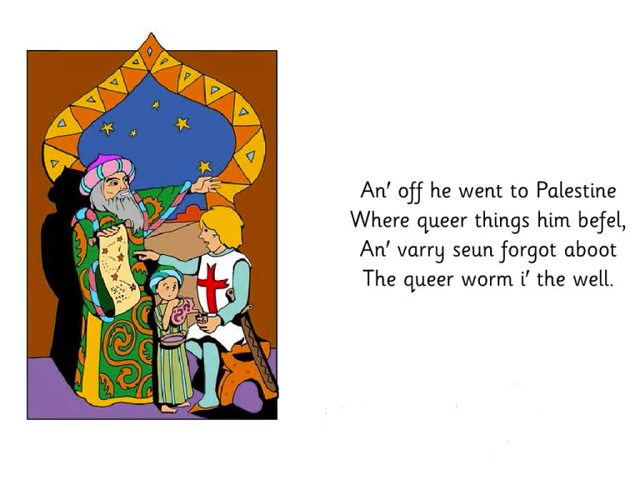 An' off he went to Palestine
Where queer things him befel,
An' varry seun forgot aboot
The queer worm i' the well.